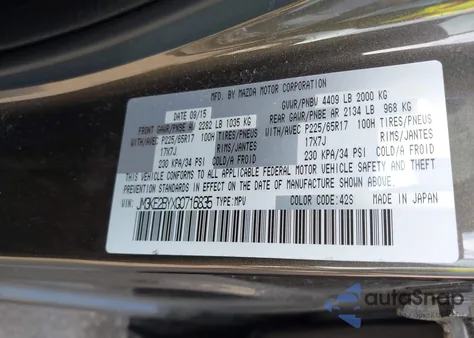 MFD. BY MAZDA MOTOR CORPORATION
DATE 09/15 GVWR/PNBV 4409 LB 2000 KG
FRONT GAWR/PNBE AV 2282 LB 1035 KG REAR GAWR/PNBE AR 2134 LB 968 KG
WITH/AVEC P225/65R17 100H TIRES/PNEUS WITH/AVEC P225/65R17 100H TIRES/PNEUS
17X7J RIMS/JANTES 17X7J RIMS/JANTES
230 KPA/34 PSI COLD/A FROID 230 KPA/34 PSI COLD/A FROID
THIS VEHICLE CONFORMS TO ALL APPLICABLE FEDERAL MOTOR VEHICLE SAFETY AND THEFT
PREVENTION STANDARDS IN EFFECT ON THE DATE OF MANUFACTURE SHOWN ABOVE.
VIN: JM3KE2BYXG0716835 TYPE:MPV COLOR CODE:42S MADE IN JAPAN
autoSnap